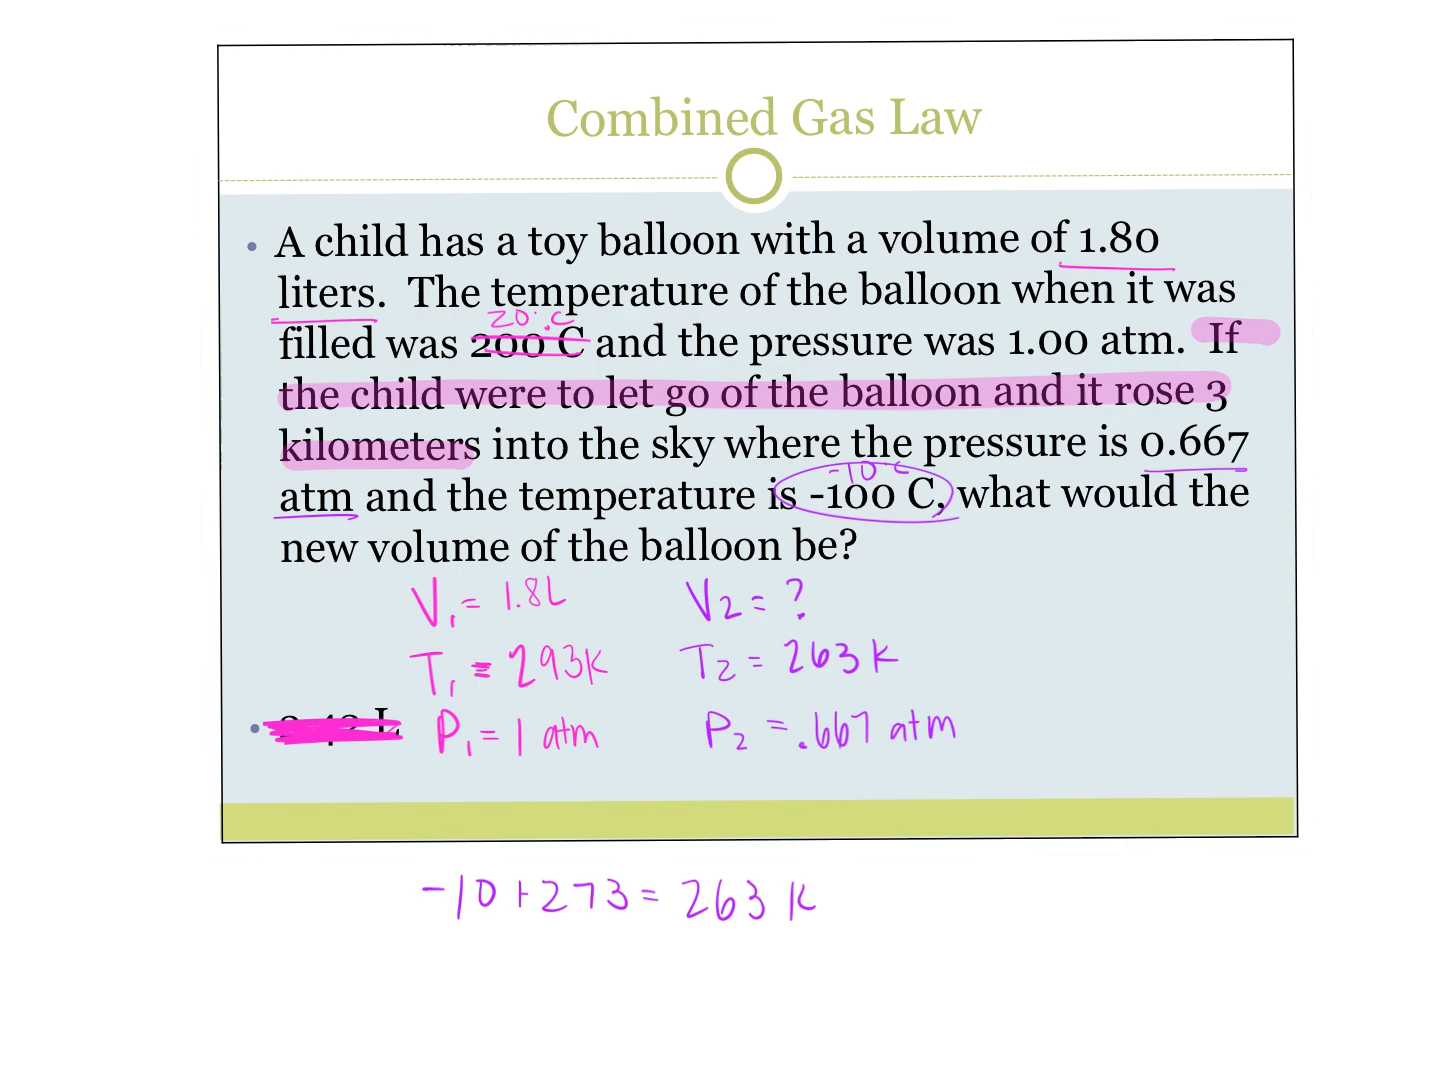 Combined Gas Law
• A child has a toy balloon with a volume of 1.80
liters. The temperature of the balloon when it was
20°C
filled was 200 C and the pressure was 1.00 atm. If
the child were to let go of the balloon and it rose 3
kilometers into the sky where the pressure is 0.667
-10°C
atm and the temperature is -100 C, what would the
new volume of the balloon be?
V1 = 1.8L V2 = ?
T1 = 293K T2 = 263 K
• P1 = 1 atm P2 = .667 atm
-10 + 273 = 263 K